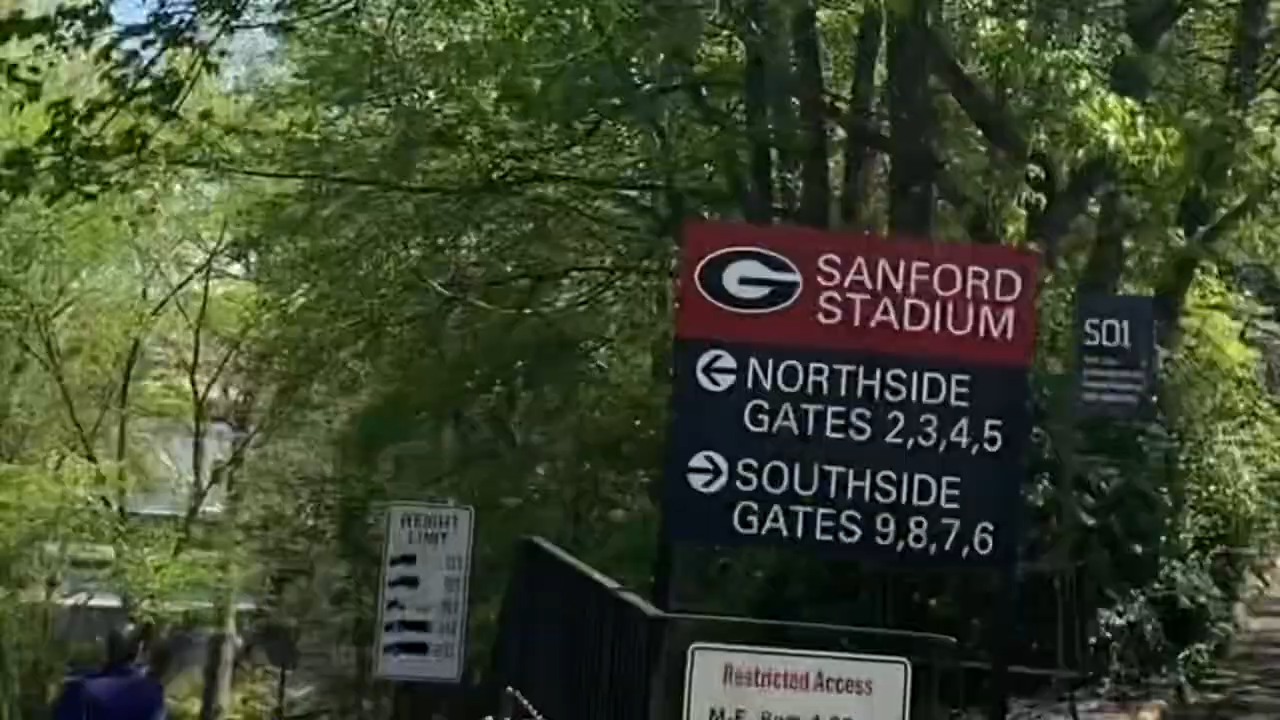 SANFORD
STADIUM
NORTHSIDE
GATES 2,3,4,5
SOUTHSIDE
GATES 9,8,7,6
S01
WEIGHT
LIMIT
Restricted Access
M-F